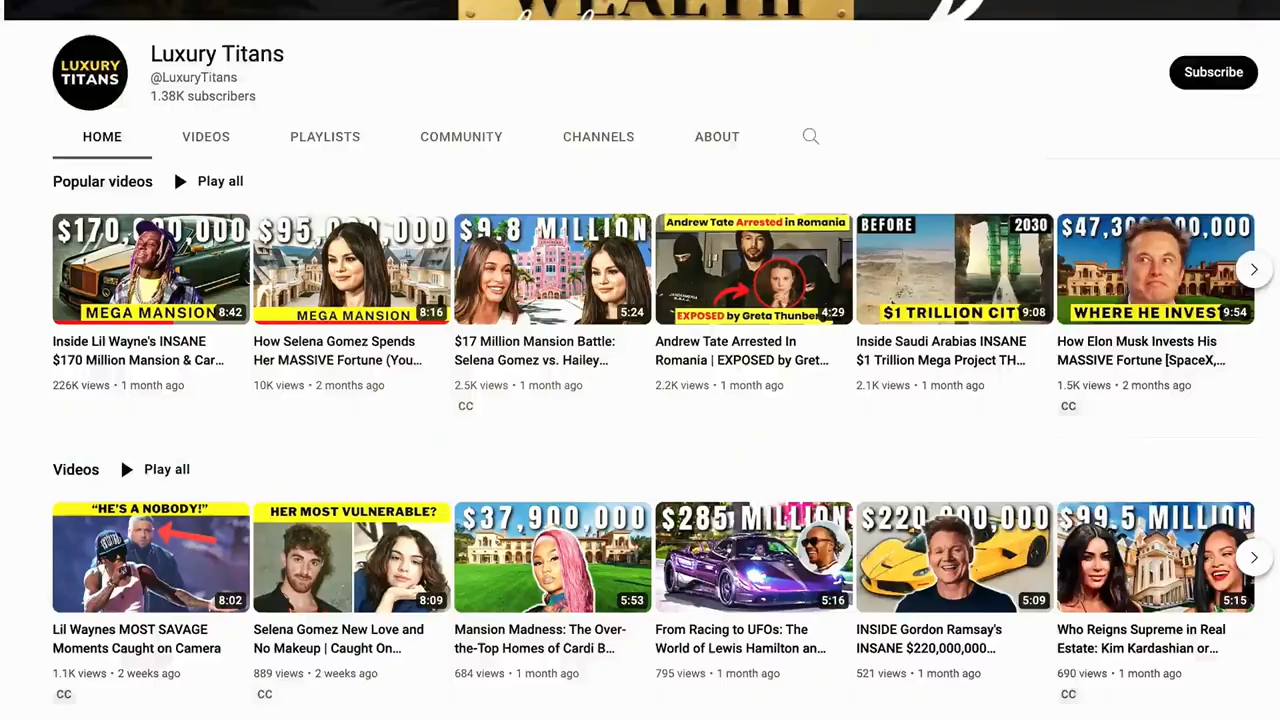 WEALTH
LUXURY
TITANS
Luxury Titans
@LuxuryTitans
1.38K subscribers
Subscribe
HOME
VIDEOS
PLAYLISTS
COMMUNITY
CHANNELS
ABOUT
Popular videos
Play all
MEGA MANSION
8:42
Inside Lil Wayne's INSANE
$170 Million Mansion & Car...
226K views • 1 month ago
MEGA MANSION
8:16
How Selena Gomez Spends
Her MASSIVE Fortune (You...
10K views • 2 months ago
$9.8 MILLION
5:24
$17 Million Mansion Battle:
Selena Gomez vs. Hailey...
2.5K views • 1 month ago
CC
Andrew Tate Arrested in Romania
EXPOSED by Greta Thunber
4:29
Andrew Tate Arrested In
Romania | EXPOSED by Gret...
2.2K views • 1 month ago
BEFORE
2030
$1 TRILLION CITY
9:08
Inside Saudi Arabias INSANE
$1 Trillion Mega Project TH...
2.1K views • 1 month ago
WHERE HE INVES
9:54
How Elon Musk Invests His
MASSIVE Fortune [SpaceX,...
1.5K views • 2 months ago
CC
Videos
Play all
"HE'S A NOBODY!"
8:02
Lil Waynes MOST SAVAGE
Moments Caught on Camera
1.1K views • 2 weeks ago
CC
HER MOST VULNERABLE?
8:09
Selena Gomez New Love and
No Makeup | Caught On...
889 views • 2 weeks ago
CC
$37,900,000
5:53
Mansion Madness: The Over-
the-Top Homes of Cardi B...
684 views • 1 month ago
$285 MILLION
5:16
From Racing to UFOs: The
World of Lewis Hamilton an...
795 views • 1 month ago
$220,000,000
5:09
INSIDE Gordon Ramsay's
INSANE $220,000,000...
521 views • 1 month ago
$99.5 MILLION
5:15
Who Reigns Supreme in Real
Estate: Kim Kardashian or...
690 views • 1 month ago
CC